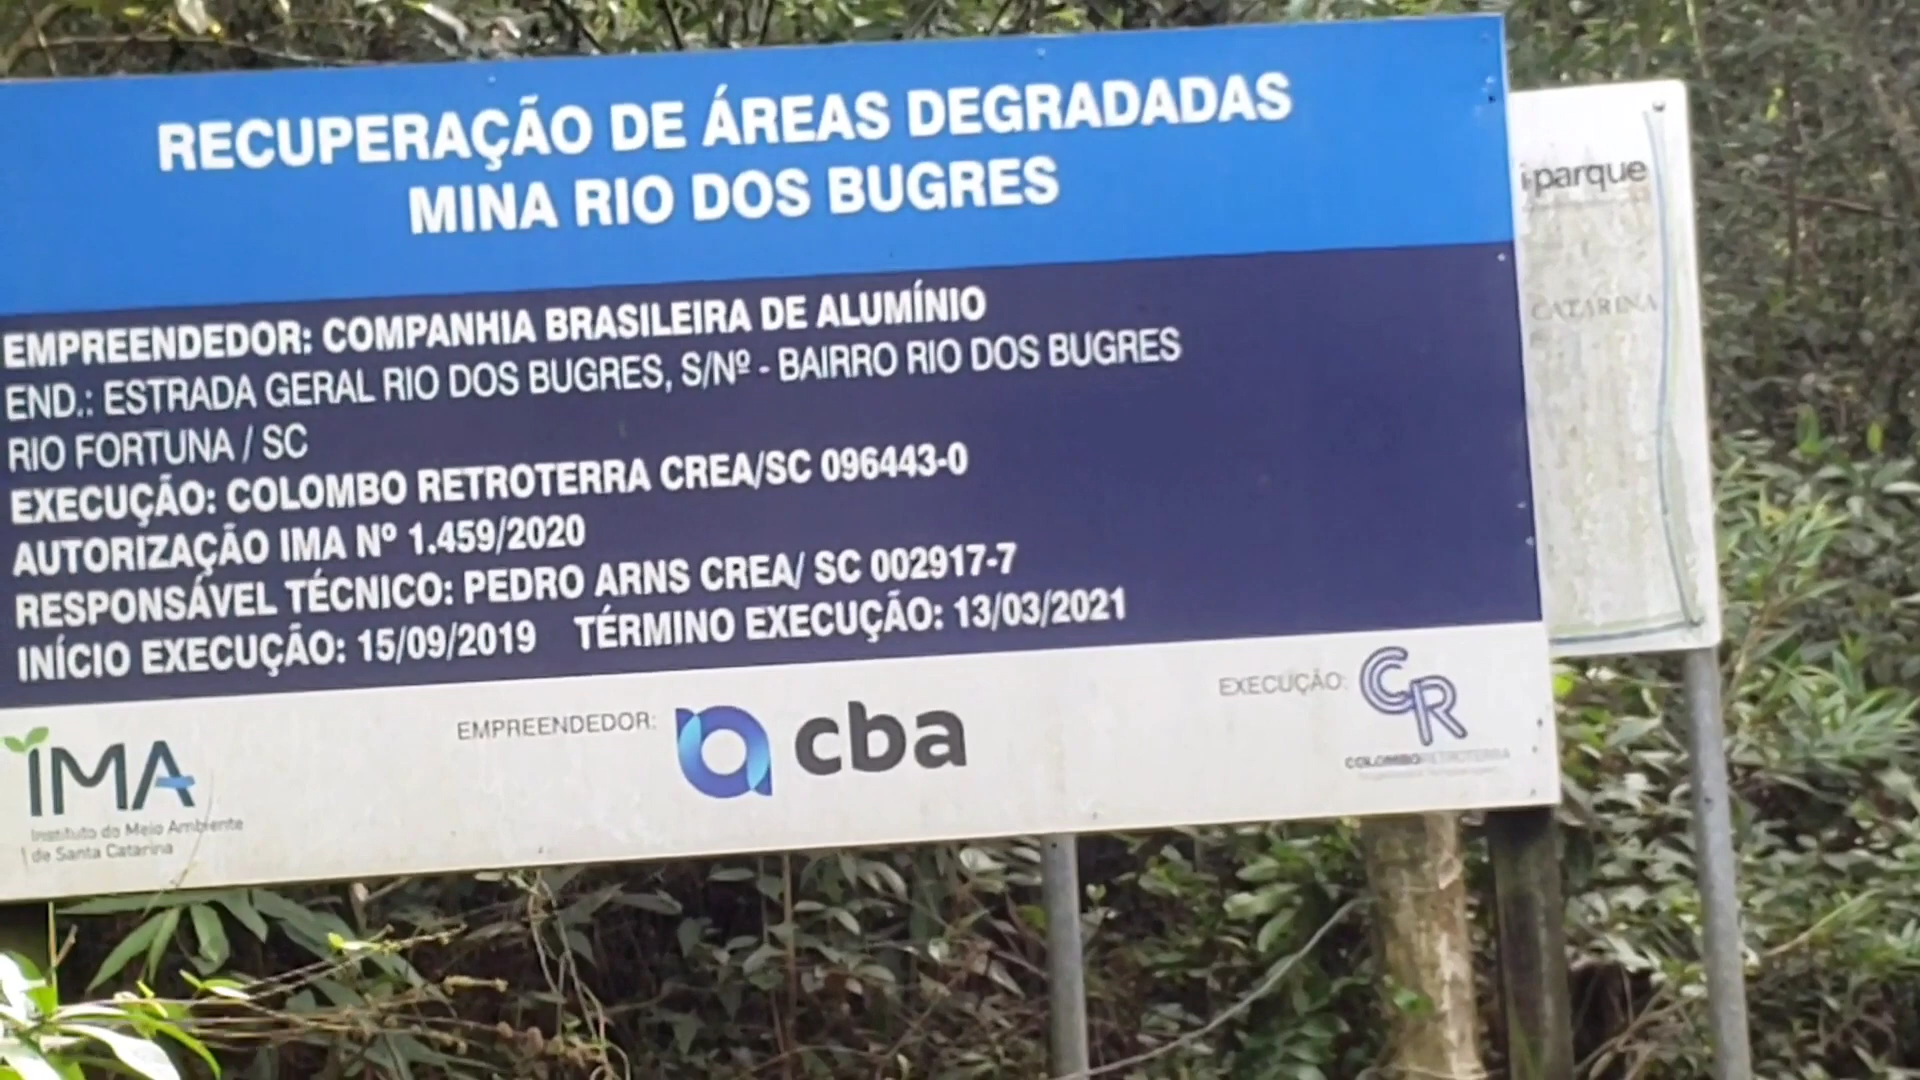 RECUPERAÇÃO DE ÁREAS DEGRADADAS
MINA RIO DOS BUGRES
EMPREENDEDOR: COMPANHIA BRASILEIRA DE ALUMÍNIO
END.: ESTRADA GERAL RIO DOS BUGRES, S/Nº - BAIRRO RIO DOS BUGRES
RIO FORTUNA / SC
EXECUÇÃO: COLOMBO RETROTERRA CREA/SC 096443-0
AUTORIZAÇÃO IMA Nº 1.459/2020
RESPONSÁVEL TÉCNICO: PEDRO ARNS CREA/ SC 002917-7
INÍCIO EXECUÇÃO: 15/09/2019 TÉRMINO EXECUÇÃO: 13/03/2021
IMA
Instituto do Meio Ambiente
de Santa Catarina
EMPREENDEDOR:
cba
EXECUÇÃO:
CR
COLOMBORETROTERRA
i-parque
CATARINA